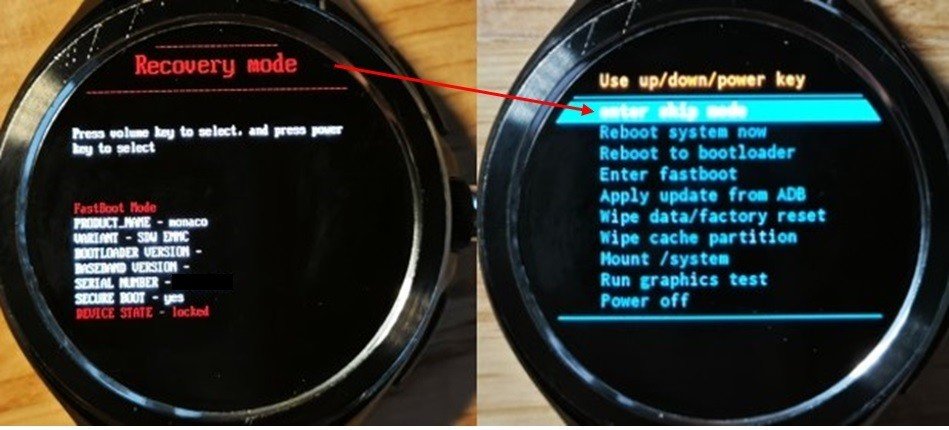 Recovery mode
Press volume key to select, and press power
key to select
FastBoot Mode
PRODUCT_NAME - monaco
VARIANT - SDW EMMC
BOOTLOADER VERSION -
BASEBAND VERSION -
SERIAL NUMBER -
SECURE BOOT - yes
DEVICE STATE - locked
Use up/down/power key
enter ship mode
Reboot system now
Reboot to bootloader
Enter fastboot
Apply update from ADB
Wipe data/factory reset
Wipe cache partition
Mount /system
Run graphics test
Power off